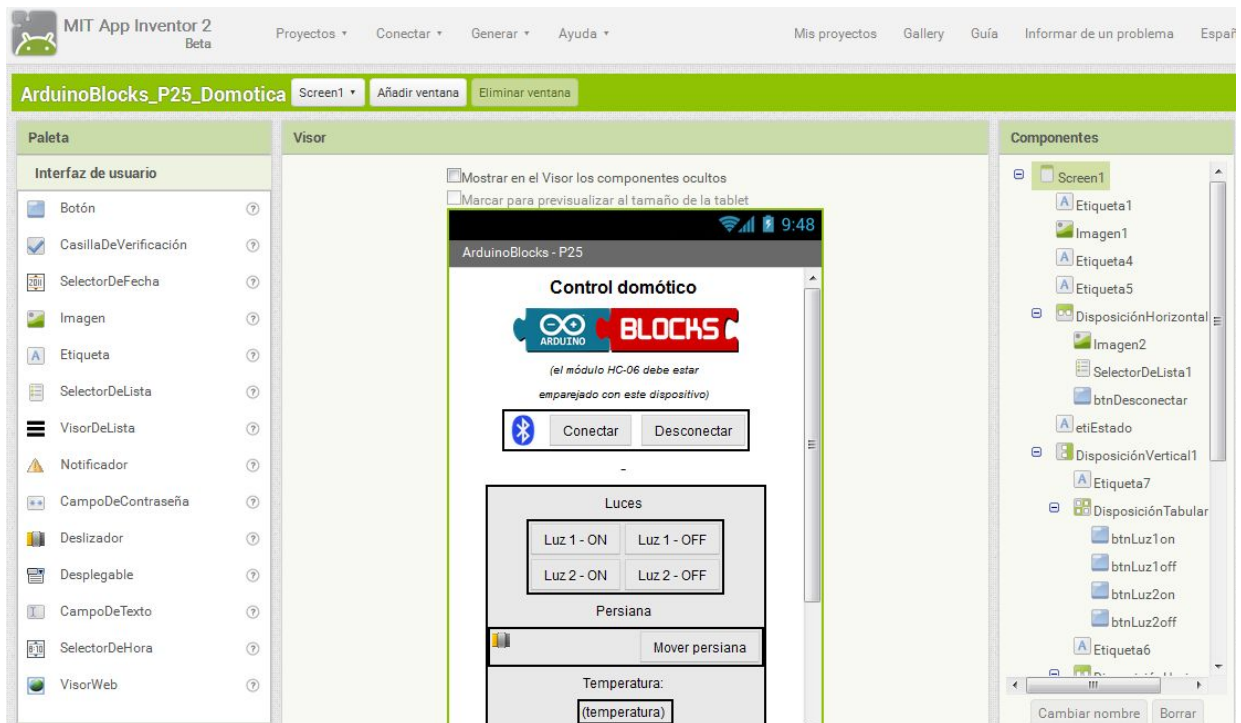 MIT App Inventor 2
Beta
Proyectos Conectar Generar Ayuda Mis proyectos Gallery Guía Informar de un problema Españ
ArduinoBlocks_P25_Domotica Screen1 Añadir ventana Eliminar ventana
Paleta
Interfaz de usuario
Botón
CasillaDeVerificación
SelectorDeFecha
Imagen
Etiqueta
SelectorDeLista
VisorDeLista
Notificador
CampoDeContraseña
Deslizador
Desplegable
CampoDeTexto
SelectorDeHora
VisorWeb
Visor
Mostrar en el Visor los componentes ocultos
Marcar para previsualizar al tamaño de la tablet
9:48
ArduinoBlocks - P25
Control domótico
ARDUINO BLOCKS
(el módulo HC-06 debe estar
emparejado con este dispositivo)
Conectar Desconectar
-
Luces
Luz 1 - ON Luz 1 - OFF
Luz 2 - ON Luz 2 - OFF
Persiana
Mover persiana
Temperatura:
(temperatura)
Componentes
Screen1
Etiqueta1
Imagen1
Etiqueta4
Etiqueta5
DisposiciónHorizontal
Imagen2
SelectorDeLista1
btnDesconectar
etiEstado
DisposiciónVertical1
Etiqueta7
DisposiciónTabular
btnLuz1on
btnLuz1off
btnLuz2on
btnLuz2off
Etiqueta6
Cambiar nombre Borrar